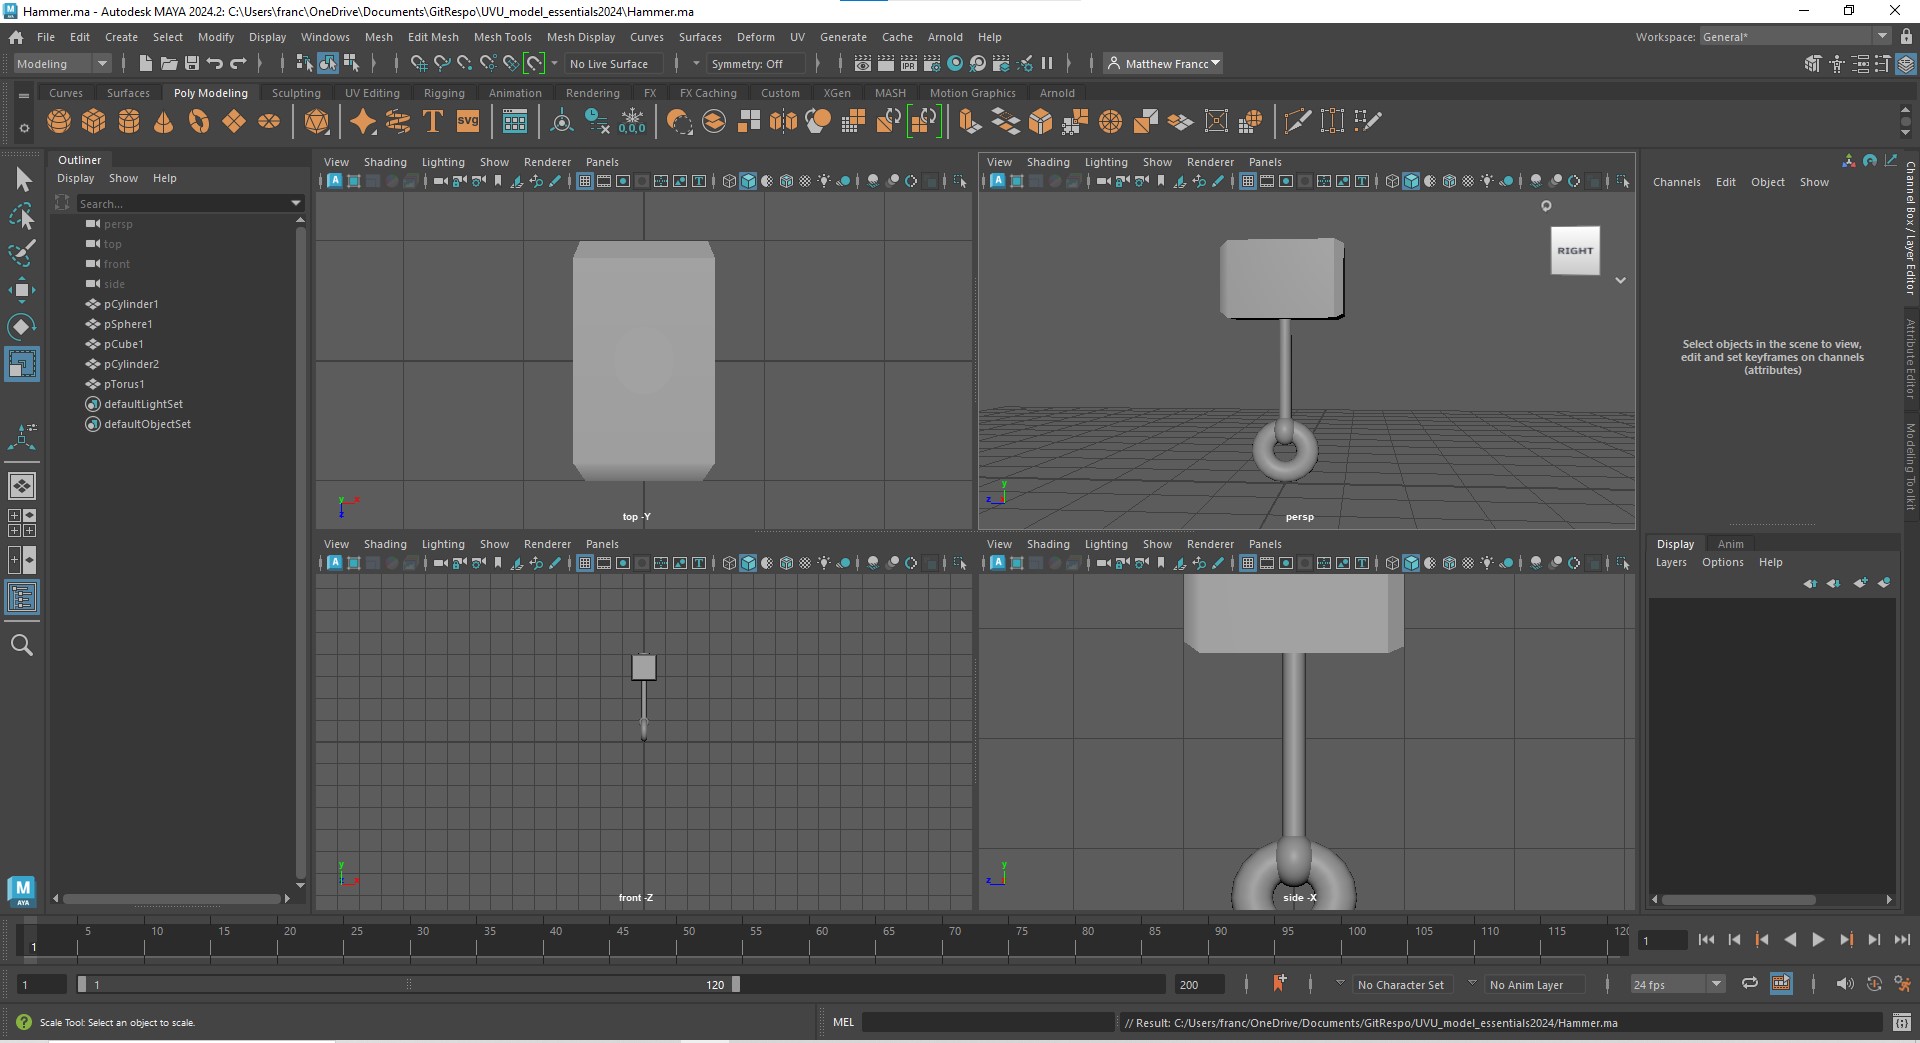 Hammer.ma - Autodesk MAYA 2024.2: C:\Users\franc\OneDrive\Documents\GitRespo\UVU_model_essentials2024\Hammer.ma
File Edit Create Select Modify Display Windows Mesh Edit Mesh Mesh Tools Mesh Display Curves Surfaces Deform UV Generate Cache Arnold Help
Workspace: General*
Modeling
No Live Surface
Symmetry: Off
IPR
Matthew Franc
Curves Surfaces Poly Modeling Sculpting UV Editing Rigging Animation Rendering FX FX Caching Custom XGen MASH Motion Graphics Arnold
T svg 0,0,0
Outliner
Display Show Help
Search...
persp
top
front
side
pCylinder1
pSphere1
pCube1
pCylinder2
pTorus1
defaultLightSet
defaultObjectSet
View Shading Lighting Show Renderer Panels
top -Y
View Shading Lighting Show Renderer Panels
RIGHT
persp
View Shading Lighting Show Renderer Panels
front -Z
View Shading Lighting Show Renderer Panels
side -X
Channels Edit Object Show
Select objects in the scene to view,
edit and set keyframes on channels
(attributes)
Channel Box / Layer Editor
Attribute Editor
Modeling Toolkit
Display Anim
Layers Options Help
M
AYA
5 10 15 20 25 30 35 40 45 50 55 60 65 70 75 80 85 90 95 100 105 110 115 120
1
1
1
1
120
200
No Character Set
No Anim Layer
24 fps
Scale Tool: Select an object to scale.
MEL
// Result: C:/Users/franc/OneDrive/Documents/GitRespo/UVU_model_essentials2024/Hammer.ma